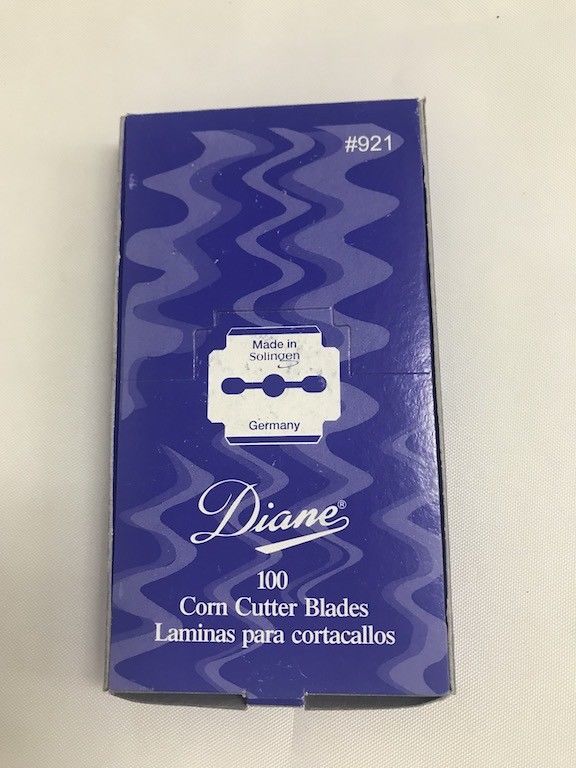 #921
Made in
Solingen
Germany
Diane®
100
Corn Cutter Blades
Laminas para cortacallos